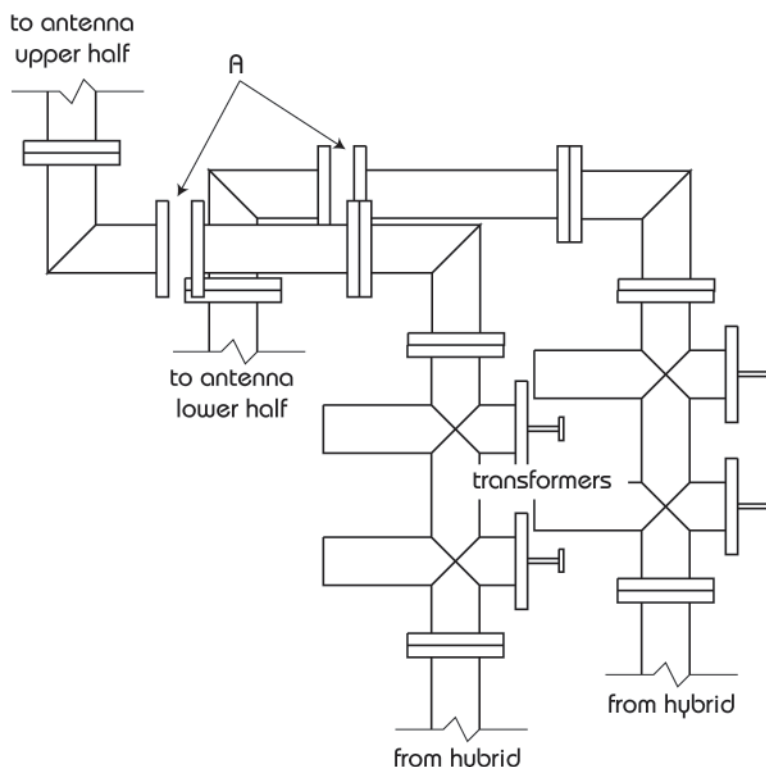 to antenna
upper half
A
to antenna
lower half
transformers
from hybrid
from hubrid